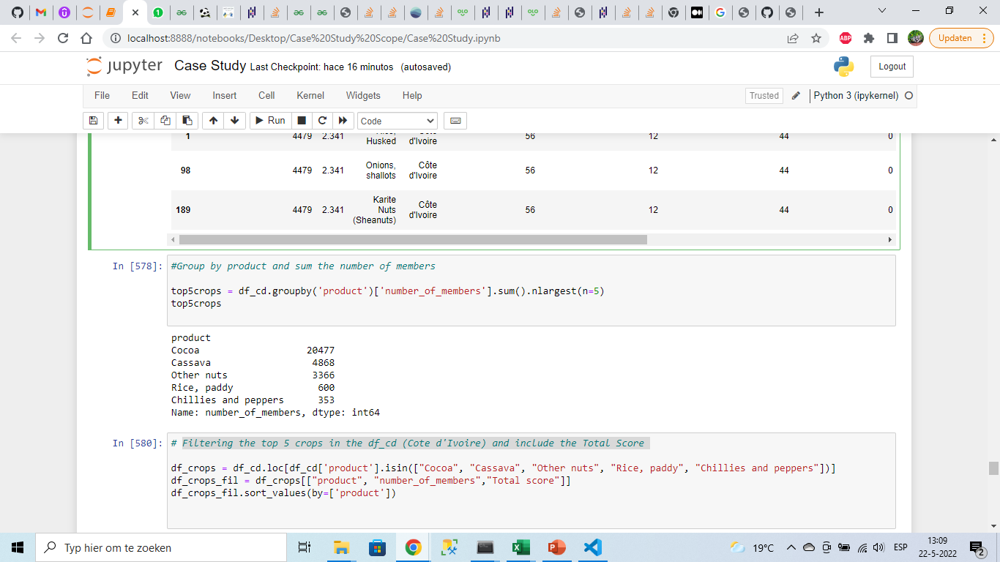 localhost:8888/notebooks/Desktop/Case%20Study%20Scope/Case%20Study.ipynb
ABP
Updaten
jupyter Case Study Last Checkpoint: hace 16 minutos (autosaved)
Logout
File Edit View Insert Cell Kernel Widgets Help
Trusted
Python 3 (ipykernel)
Run
Code
1 4479 2.341 Husked d'Ivoire 56 12 44 0
98 4479 2.341 Onions, shallots Côte d'Ivoire 56 12 44 0
189 4479 2.341 Karite Nuts (Sheanuts) Côte d'Ivoire 56 12 44 0
In [578]: #Group by product and sum the number of members
top5crops = df_cd.groupby('product')['number_of_members'].sum().nlargest(n=5)
top5crops
product
Cocoa 20477
Cassava 4868
Other nuts 3366
Rice, paddy 600
Chillies and peppers 353
Name: number_of_members, dtype: int64
In [580]: # Filtering the top 5 crops in the df_cd (Cote d'Ivoire) and include the Total Score
df_crops = df_cd.loc[df_cd['product'].isin(["Cocoa", "Cassava", "Other nuts", "Rice, paddy", "Chillies and peppers"])]
df_crops_fil = df_crops[["product", "number_of_members","Total score"]]
df_crops_fil.sort_values(by=['product'])
Typ hier om te zoeken
19°C
ESP
13:09
22-5-2022
2